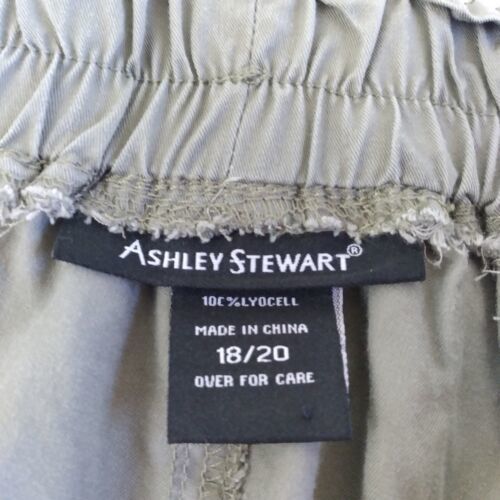 ASHLEY STEWART®
100%LYOCELL
MADE IN CHINA
18/20
OVER FOR CARE